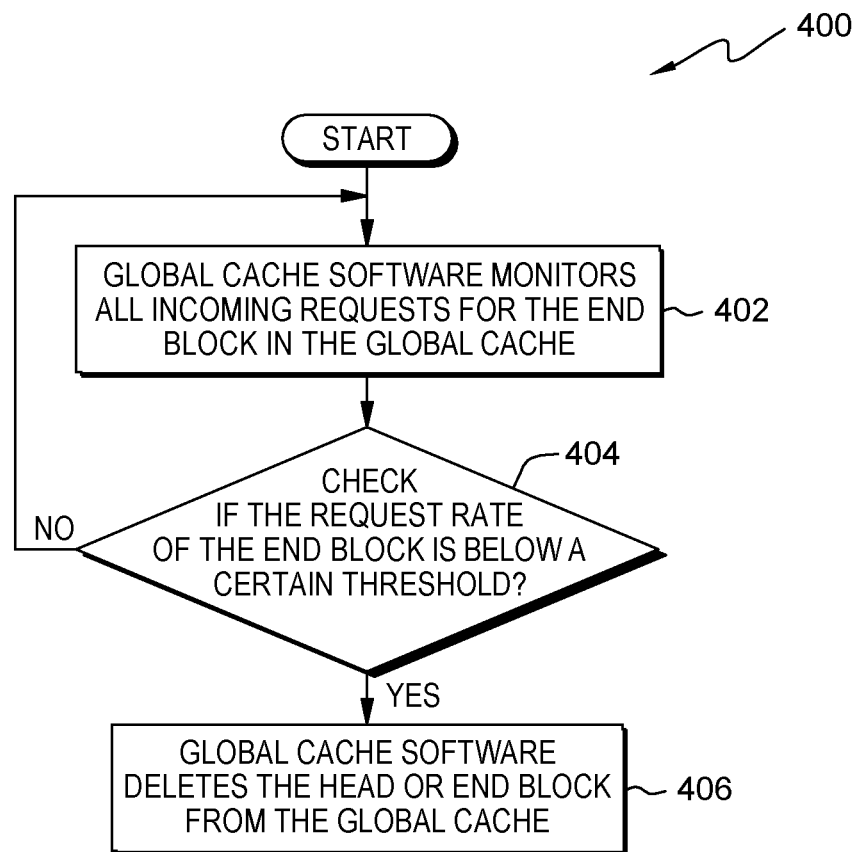 400
START
GLOBAL CACHE SOFTWARE MONITORS
ALL INCOMING REQUESTS FOR THE END
BLOCK IN THE GLOBAL CACHE
402
404
CHECK
IF THE REQUEST RATE
OF THE END BLOCK IS BELOW A
CERTAIN THRESHOLD?
NO
YES
GLOBAL CACHE SOFTWARE
DELETES THE HEAD OR END BLOCK
FROM THE GLOBAL CACHE
406